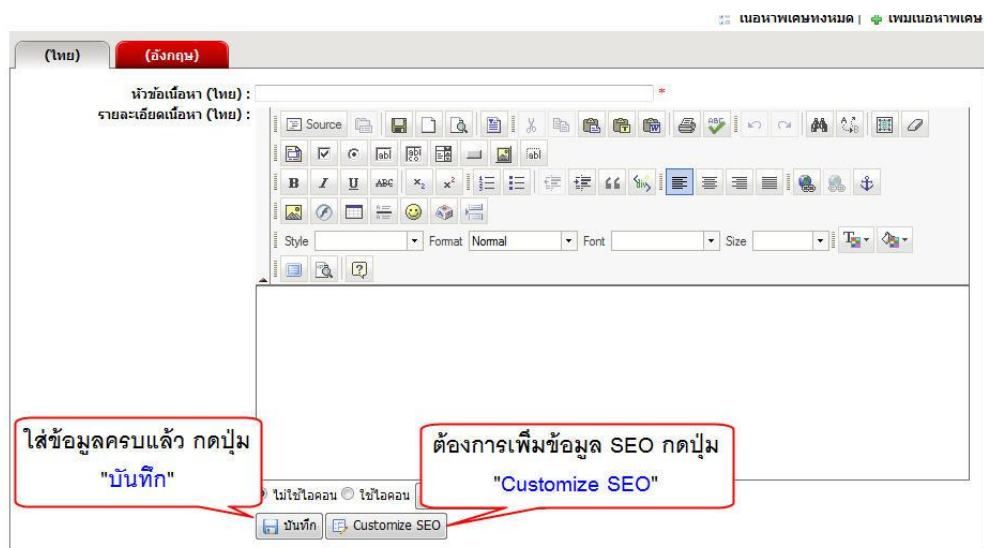 เนื้อหาพิเศษทั้งหมด | เพิ่มเนื้อหาพิเศษ
(ไทย) (อังกฤษ)
หัวข้อเนื้อหา (ไทย) : *
รายละเอียดเนื้อหา (ไทย) :
Source
B I U ABC x₂ x²
Style Format Normal Font Size
ใส่ข้อมูลครบแล้ว กดปุ่ม
"บันทึก"
ต้องการเพิ่มข้อมูล SEO กดปุ่ม
"Customize SEO"
ไม่ใช้ไอคอน ใช้ไอคอน
บันทึก Customize SEO